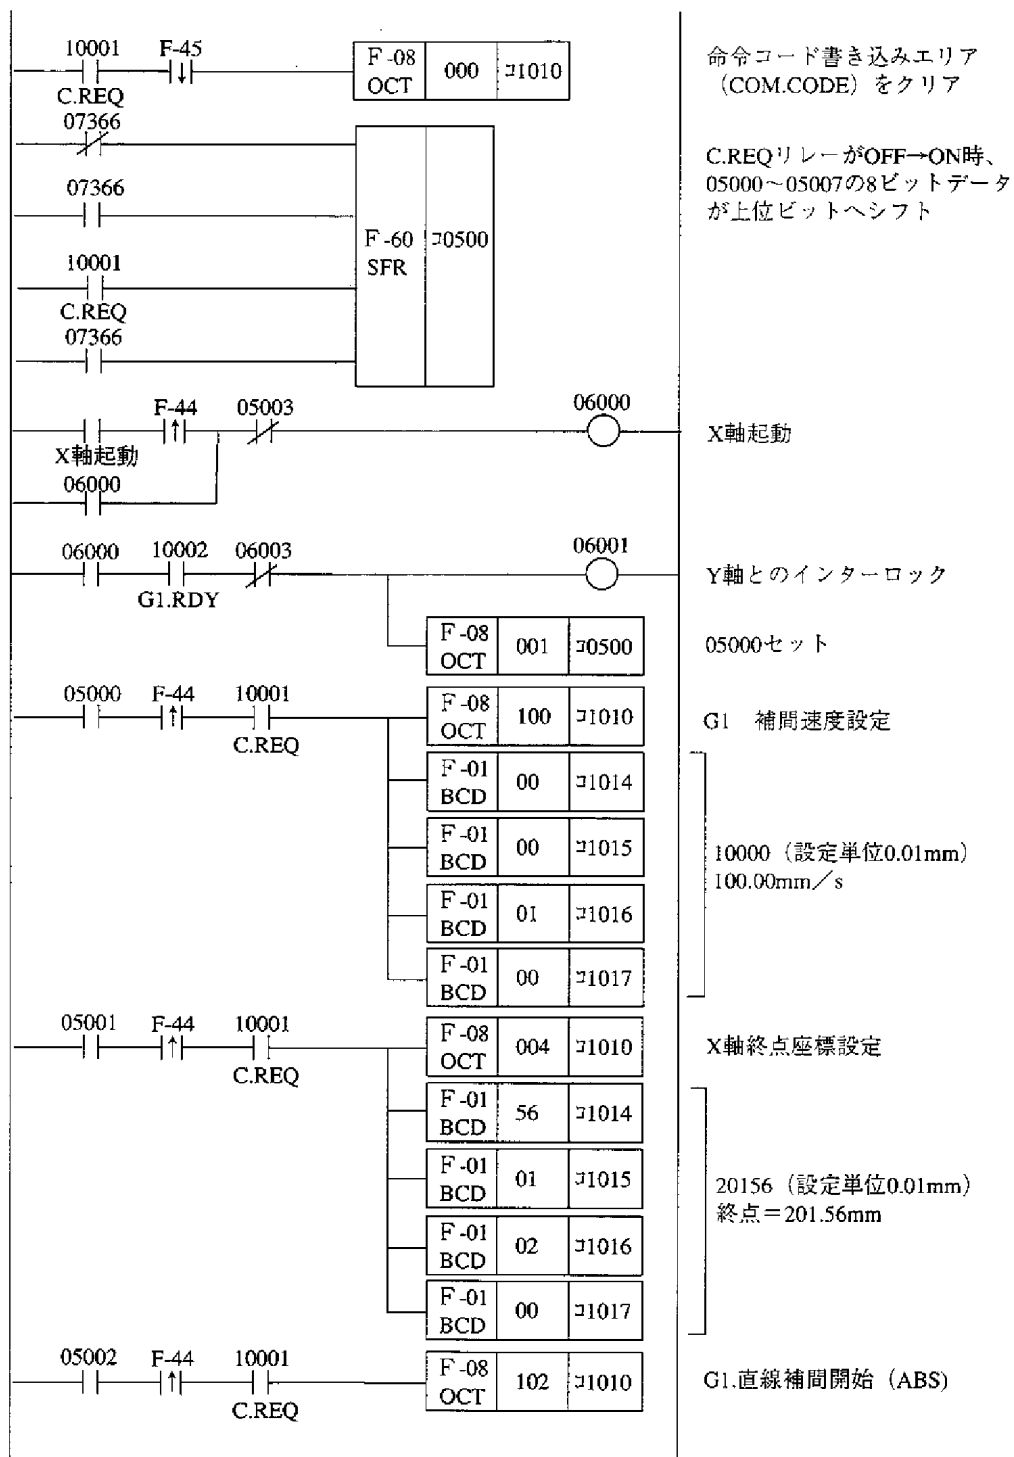 10001 F-45
F-08 OCT 000 コ1010
C.REQ
命令コード書き込みエリア
（COM.CODE）をクリア
07366
07366
10001
C.REQ
07366
F-60 SFR コ0500
C.REQリレーがOFF→ON時、
05000～05007の8ビットデータ
が上位ビットへシフト
F-44 05003 06000
X軸起動
06000
X軸起動
06000 10002 06003 06001
G1.RDY
Y軸とのインターロック
F-08 OCT 001 コ0500
05000セット
05000 F-44 10001
C.REQ
F-08 OCT 100 コ1010
G1 補間速度設定
F-01 BCD 00 コ1014
F-01 BCD 00 コ1015
F-01 BCD 01 コ1016
F-01 BCD 00 コ1017
10000（設定単位0.01mm）
100.00mm／s
05001 F-44 10001
C.REQ
F-08 OCT 004 コ1010
X軸終点座標設定
F-01 BCD 56 コ1014
F-01 BCD 01 コ1015
F-01 BCD 02 コ1016
F-01 BCD 00 コ1017
20156（設定単位0.01mm）
終点＝201.56mm
05002 F-44 10001
C.REQ
F-08 OCT 102 コ1010
G1.直線補間開始（ABS）